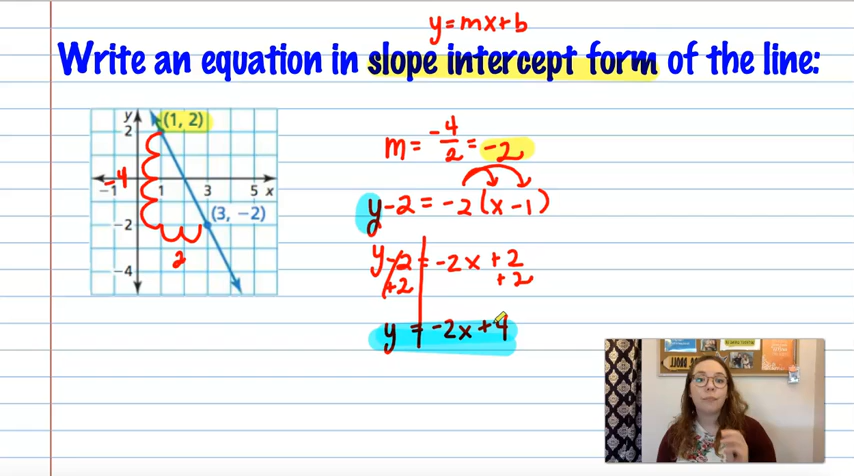 y = mx + b
Write an equation in slope intercept form of the line:
y
(1, 2)
2
-4
-1 1 3 5 x
(3, −2)
−2
2
−4
m = -4/2 = -2
y - 2 = -2(x - 1)
y - 2 = -2x + 2
+2 +2
y = -2x + 4